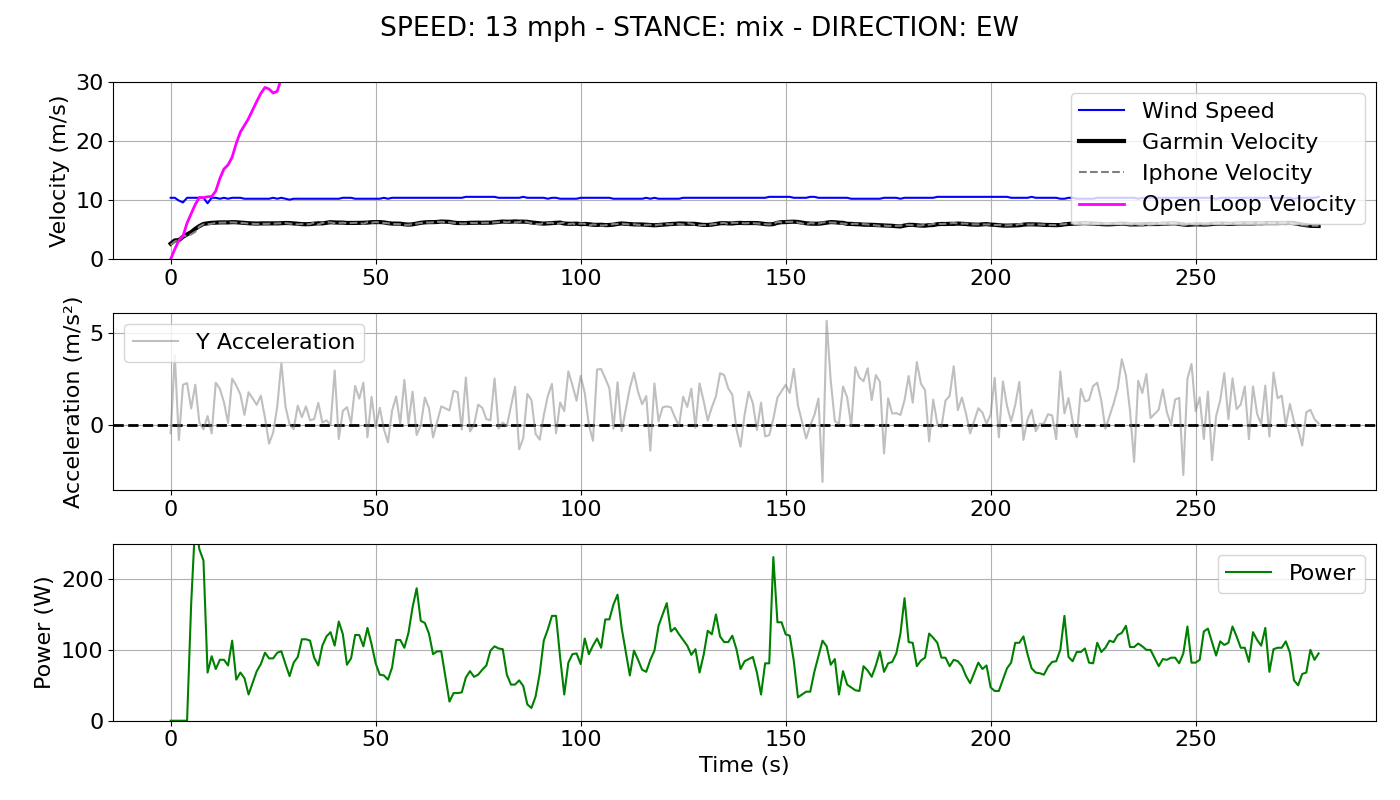 SPEED: 13 mph - STANCE: mix - DIRECTION: EW
Velocity (m/s)
30
20
10
0
Wind Speed
Garmin Velocity
Iphone Velocity
Open Loop Velocity
0 50 100 150 200 250
Acceleration (m/s²)
5
0
Y Acceleration
0 50 100 150 200 250
Power (W)
200
100
0
Power
0 50 100 150 200 250
Time (s)